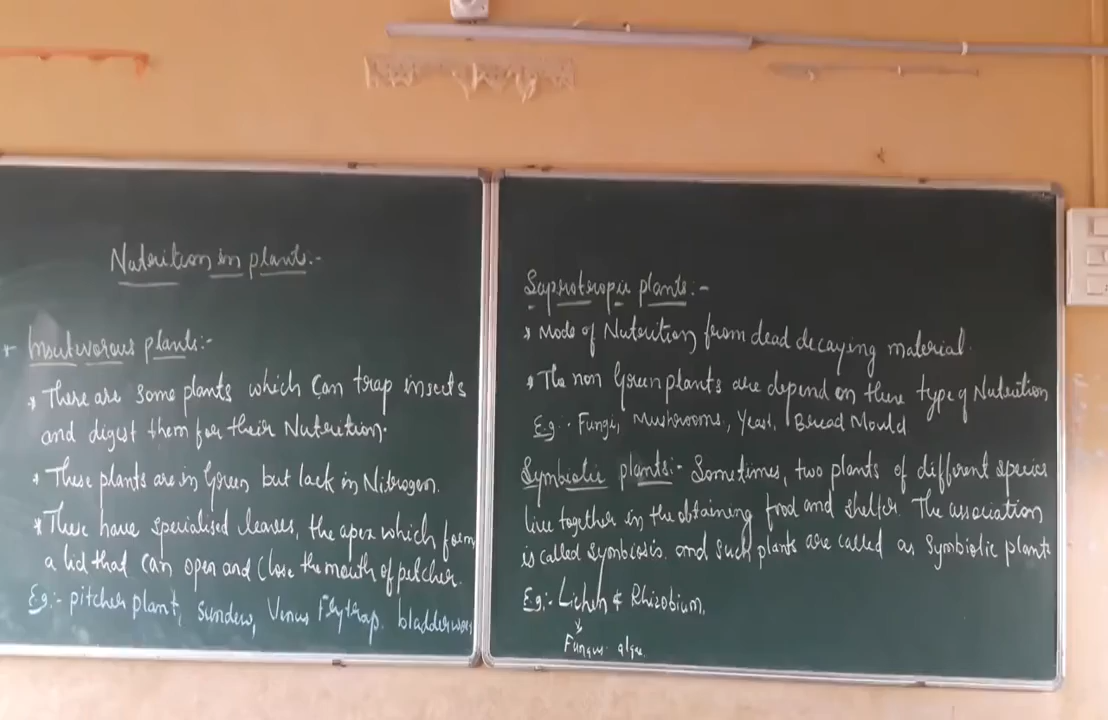 Nutrition in plant:-
Insutivorous plants:-
* There are some plants which can trap insects
and digest them for their Nutrition.
* These plants are in Green but lack in Nitrogen.
* These have specialised leaves, the apex which form
a lid that can open and close the mouth of pitcher.
Eg:- pitcher plant, sundew, Venus flytrap. bladderwor
Saprotropic plants:-
* Mode of Nutrition from dead decaying material.
* The non Green plants are depend on these type of Nutrition
Eg:- Fungi, Mushrooms, Yeast, Bread Mould
Symbiotic plants:- Sometimes, two plants of different species
live together in the obtaining food and shelter. The association
is called symbiosis. and such plants are called as Symbiotic plants
Eg:- Lichen & Rhizobium,
Fungus algae.